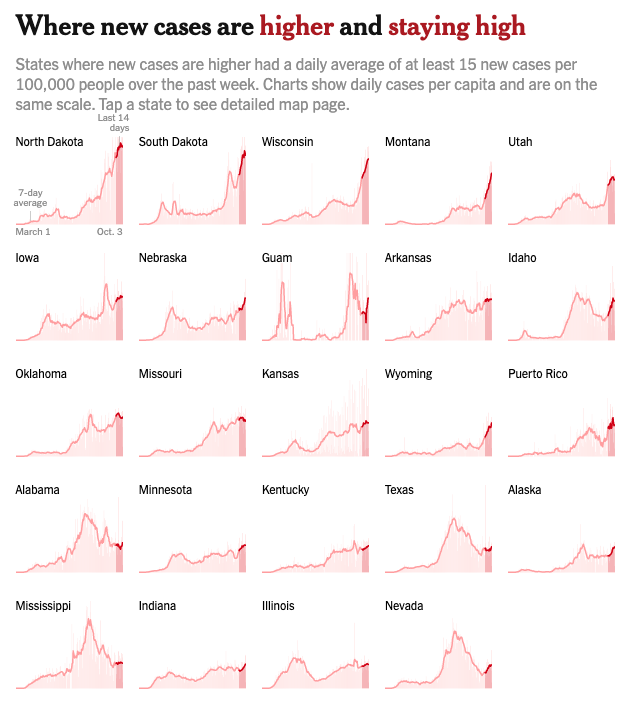 Where new cases are higher and staying high
States where new cases are higher had a daily average of at least 15 new cases per
100,000 people over the past week. Charts show daily cases per capita and are on the
same scale. Tap a state to see detailed map page.
Last 14
days
North Dakota
South Dakota
Wisconsin
Montana
Utah
7-day
average
March 1
Oct. 3
Iowa
Nebraska
Guam
Arkansas
Idaho
Oklahoma
Missouri
Kansas
Wyoming
Puerto Rico
Alabama
Minnesota
Kentucky
Texas
Alaska
Mississippi
Indiana
Illinois
Nevada